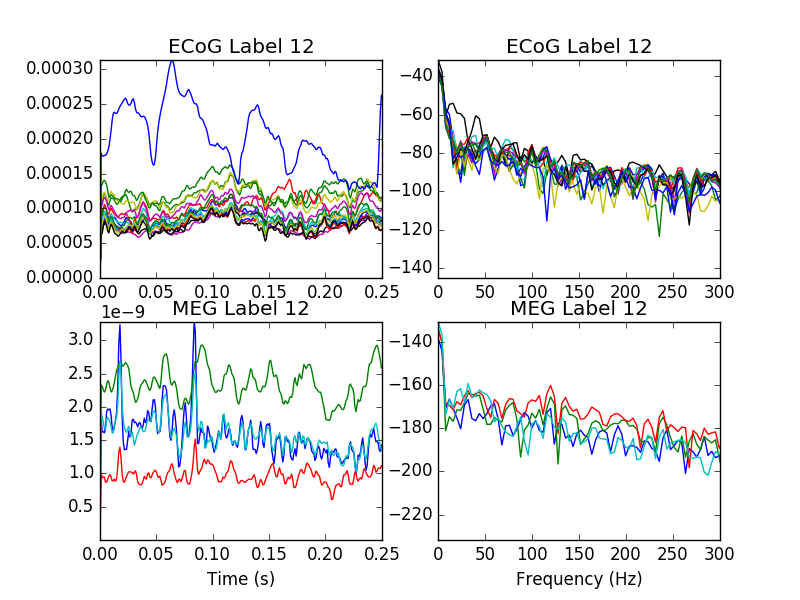 ECoG Label 12
0.00030
0.00025
0.00020
0.00015
0.00010
0.00005
0.00000
0.00 0.05 0.10 0.15 0.20 0.25
ECoG Label 12
−40
−60
−80
−100
−120
−140
0 50 100 150 200 250 300
MEG Label 12
1e−9
3.0
2.5
2.0
1.5
1.0
0.5
0.00 0.05 0.10 0.15 0.20 0.25
Time (s)
MEG Label 12
−140
−160
−180
−200
−220
0 50 100 150 200 250 300
Frequency (Hz)